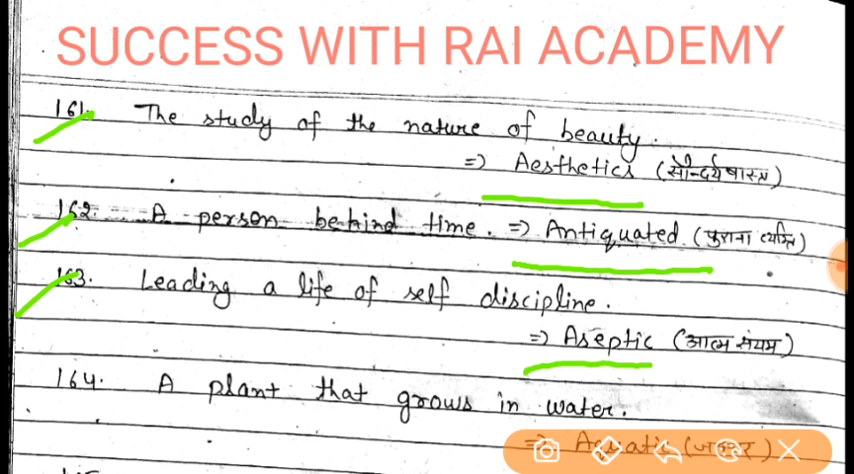 SUCCESS WITH RAI ACADEMY
161. The study of the nature of beauty.
=> Aesthetics (सौन्दर्यशास्त्र)
162. A person behind time. => Antiquated (पुराना व्यक्ति)
163. Leading a life of self discipline.
=> Aseptic (आत्म संयम)
164. A plant that grows in water.
=> Aquatic